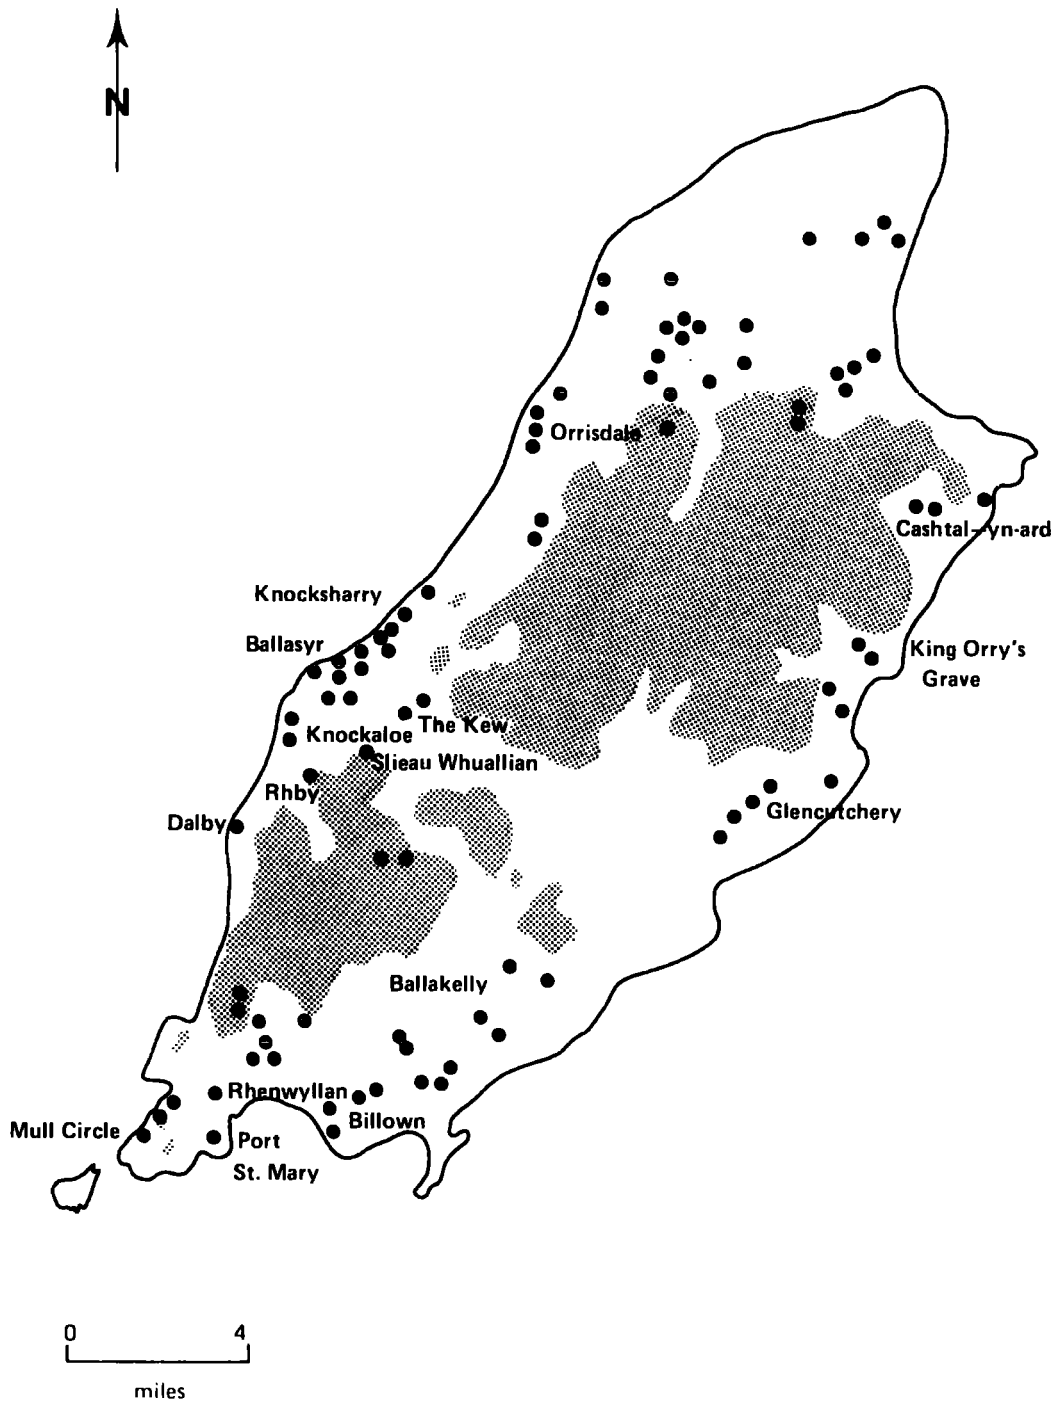 N
Orrisdale
Cashtal-yn-ard
Knocksharry
Ballasyr
King Orry's
Grave
The Kew
Knockaloe
Slieau Whuallian
Rhby
Glencutchery
Dalby
Ballakelly
Rhenwyllan
Billown
Mull Circle
Port
St. Mary
0 4
miles